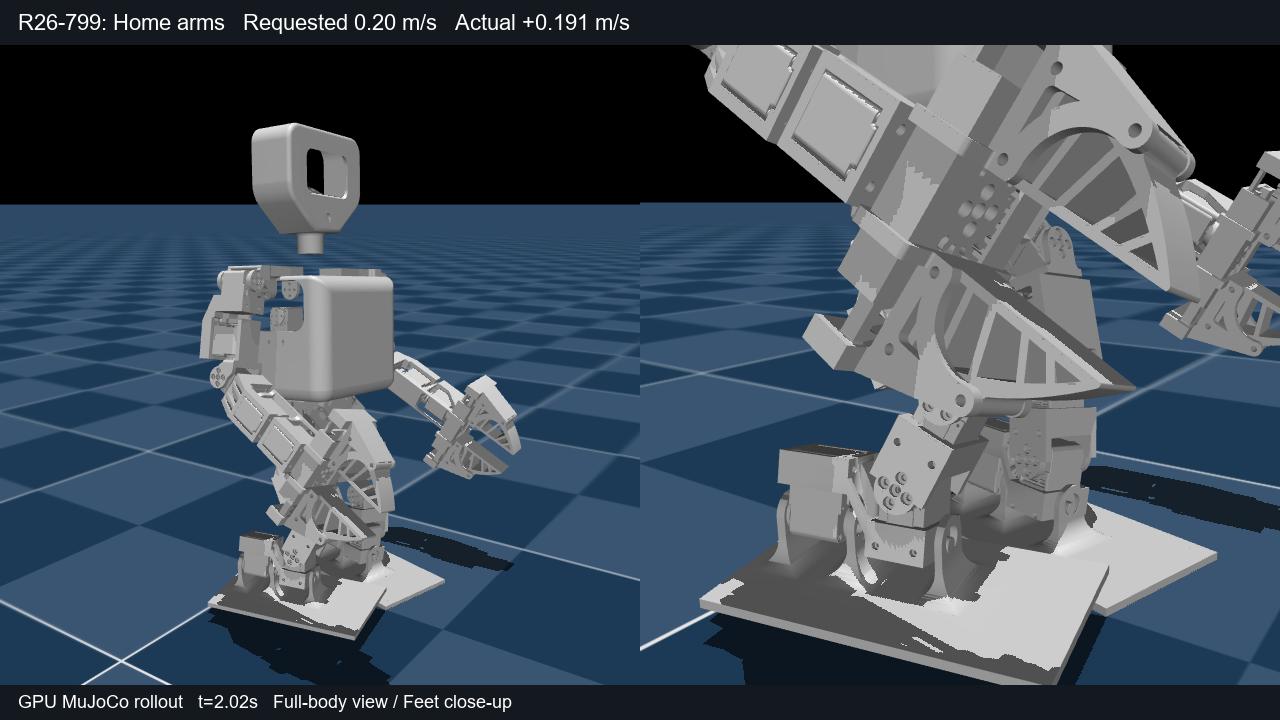 R26-799: Home arms Requested 0.20 m/s Actual +0.191 m/s
GPU MuJoCo rollout t=2.02s Full-body view / Feet close-up